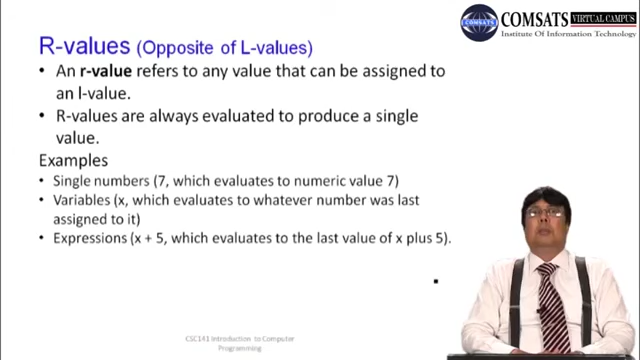 R-values (Opposite of L-values)
COMSATS VIRTUAL CAMPUS
Institute Of Information Technology
COMSATS
• An r-value refers to any value that can be assigned to
an l-value.
• R-values are always evaluated to produce a single
value.
Examples
• Single numbers (7, which evaluates to numeric value 7)
• Variables (x, which evaluates to whatever number was last
assigned to it)
• Expressions (x + 5, which evaluates to the last value of x plus 5).
CSC141 Introduction to Computer
Programming